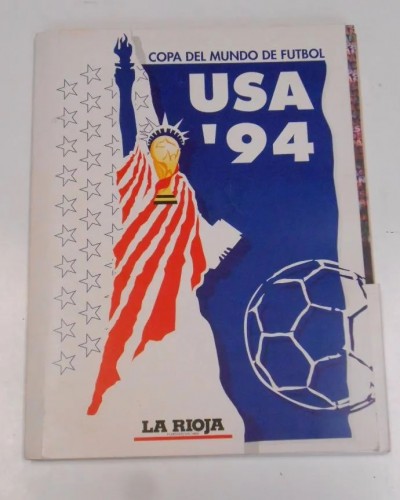 COPA DEL MUNDO DE FUTBOL
USA
'94
LA RIOJA